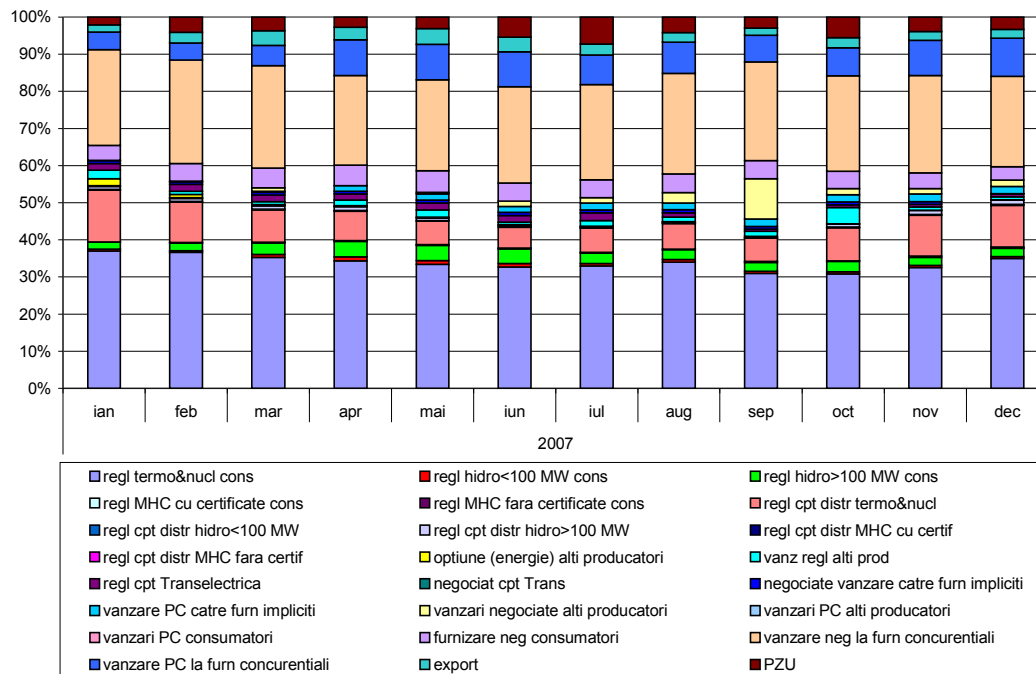 100%
90%
80%
70%
60%
50%
40%
30%
20%
10%
0%
ian feb mar apr mai iun iul aug sep oct nov dec
2007
regl termo&nucl cons regl hidro<100 MW cons regl hidro>100 MW cons
regl MHC cu certificate cons regl MHC fara certificate cons regl cpt distr termo&nucl
regl cpt distr hidro<100 MW regl cpt distr hidro>100 MW regl cpt distr MHC cu certif
regl cpt distr MHC fara certif optiune (energie) alti producatori vanz regl alti prod
regl cpt Transelectrica negociat cpt Trans negociate vanzare catre furn impliciti
vanzare PC catre furn impliciti vanzari negociate alti producatori vanzari PC alti producatori
vanzari PC consumatori furnizare neg consumatori vanzare neg la furn concurentiali
vanzare PC la furn concurentiali export PZU